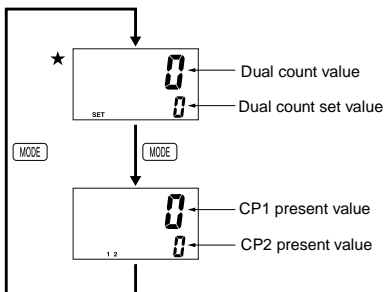 ★
0
Dual count value
0
Dual count set value
SET
MODE
MODE
0
CP1 present value
0
CP2 present value
1 2